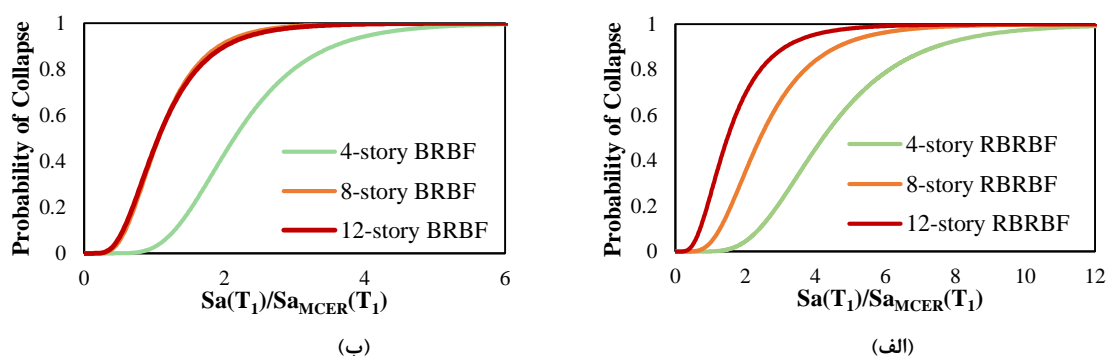 Probability of Collapse
1
0.8
0.6
0.4
0.2
0
4-story BRBF
8-story BRBF
12-story BRBF
0 2 4 6
Sa(T1)/SaMCER(T1)
(ب)
Probability of Collapse
1
0.8
0.6
0.4
0.2
0
4-story RBRBF
8-story RBRBF
12-story RBRBF
0 2 4 6 8 10 12
Sa(T1)/SaMCER(T1)
(الف)